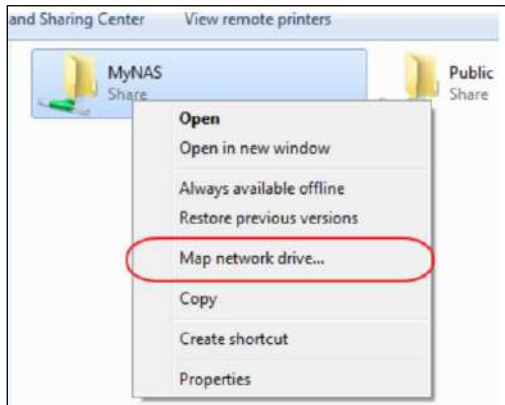 and Sharing Center View remote printers
MyNAS
Share
Public
Share
Open
Open in new window
Always available offline
Restore previous versions
Map network drive...
Copy
Create shortcut
Properties